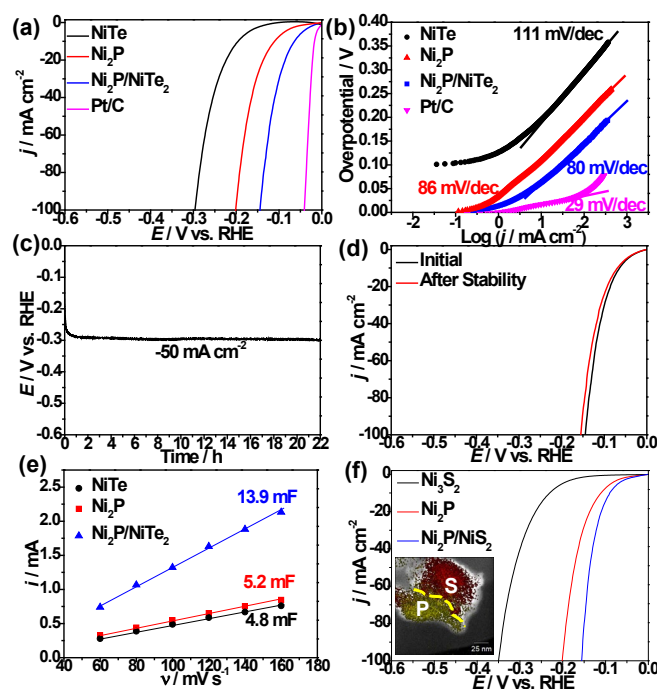 (a)
NiTe
Ni2P
Ni2P/NiTe2
Pt/C
j / mA cm-2
0
-20
-40
-60
-80
-100
-0.6 -0.5 -0.4 -0.3 -0.2 -0.1 0.0
E / V vs. RHE
(b)
NiTe
Ni2P
Ni2P/NiTe2
Pt/C
111 mV/dec
86 mV/dec
80 mV/dec
29 mV/dec
Overpotential / V
0.40
0.35
0.30
0.25
0.20
0.15
0.10
0.05
0.00
-2 -1 0 1 2 3
Log (j / mA cm-2)
(c)
-50 mA cm-2
E / V vs. RHE
0.0
-0.1
-0.2
-0.3
-0.4
-0.5
-0.6
0 2 4 6 8 10 12 14 16 18 20 22
Time / h
(d)
Initial
After Stability
j / mA cm-2
0
-20
-40
-60
-80
-100
-0.6 -0.5 -0.4 -0.3 -0.2 -0.1 0.0
E / V vs. RHE
(e)
NiTe
Ni2P
Ni2P/NiTe2
13.9 mF
5.2 mF
4.8 mF
i / mA
2.5
2.0
1.5
1.0
0.5
0.0
40 60 80 100 120 140 160 180
ν / mV s-1
(f)
Ni3S2
Ni2P
Ni2P/NiS2
S
P
25 nm
j / mA cm-2
0
-20
-40
-60
-80
-100
-0.6 -0.5 -0.4 -0.3 -0.2 -0.1 0.0
E / V vs. RHE